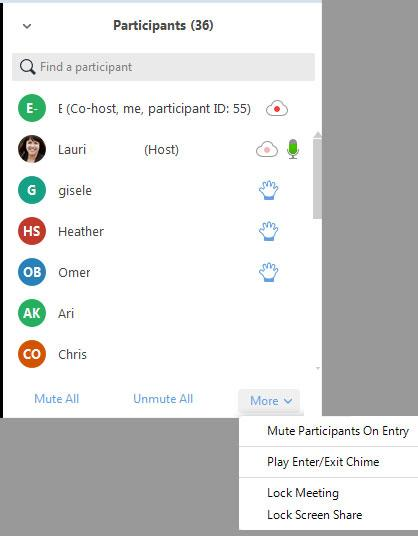 Participants (36)
Find a participant
E- E (Co-host, me, participant ID: 55)
Lauri (Host)
G gisele
HS Heather
OB Omer
AK Ari
CO Chris
Mute All Unmute All More
Mute Participants On Entry
Play Enter/Exit Chime
Lock Meeting
Lock Screen Share